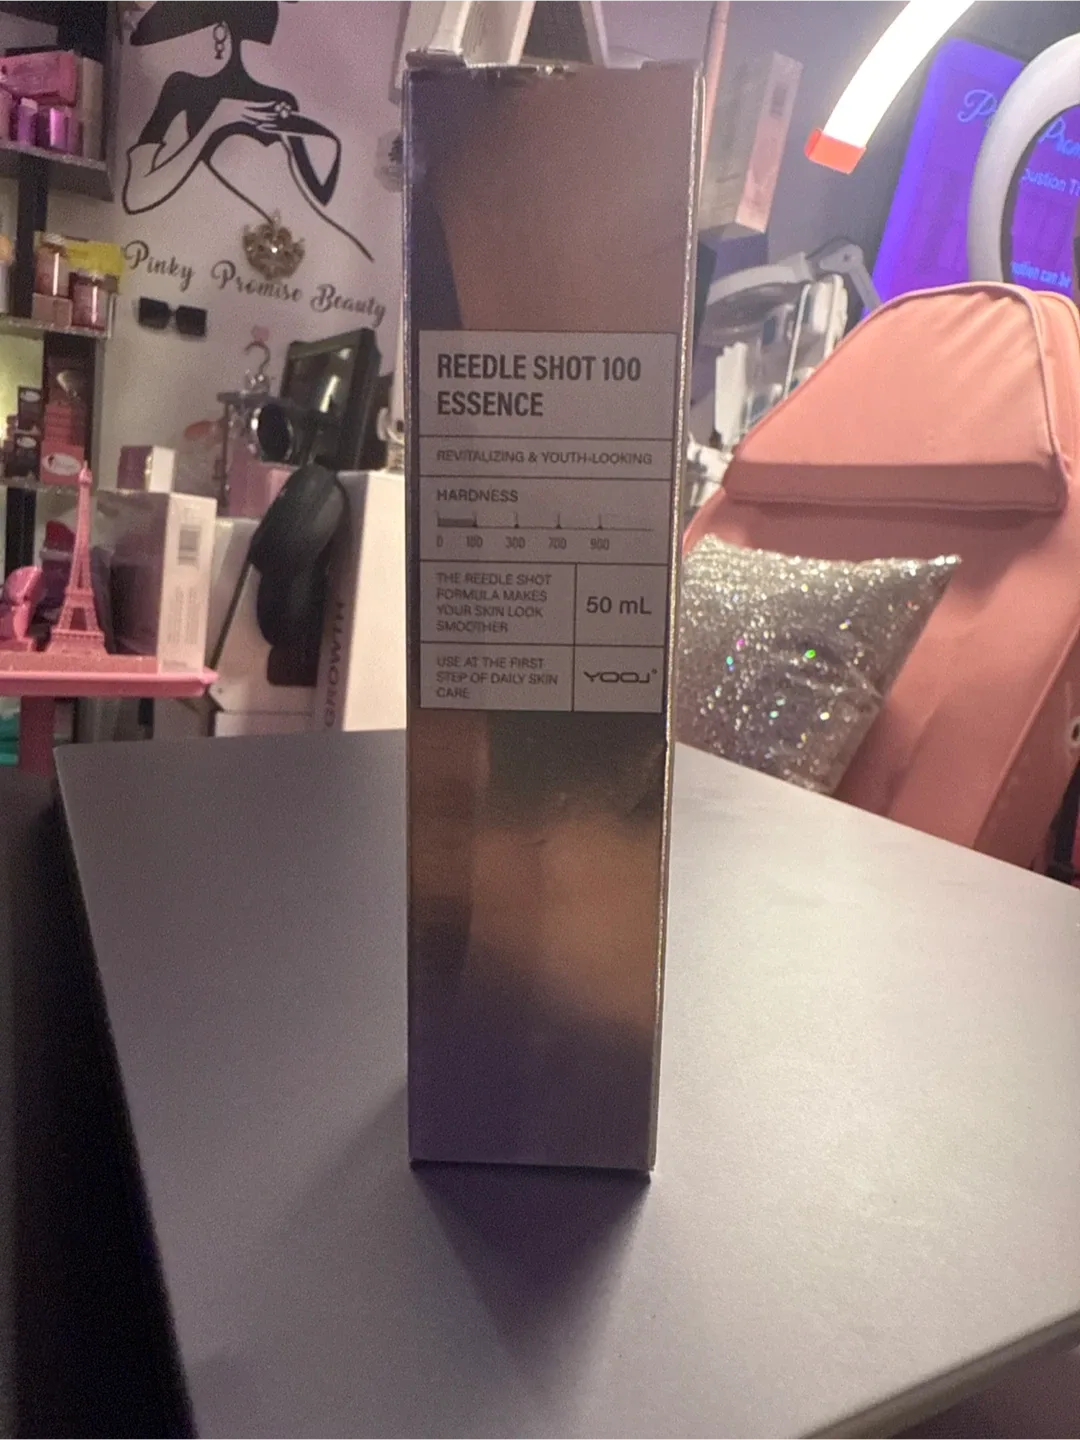 Pinky Promise Beauty
REEDLE SHOT 100
ESSENCE
REVITALIZING & YOUTH-LOOKING
HARDNESS
0 100 300 700 900
THE REEDLE SHOT
FORMULA MAKES
YOUR SKIN LOOK
SMOOTHER
50 mL
USE AT THE FIRST
STEP OF DAILY SKIN
CARE
YOOJ
GROWTH